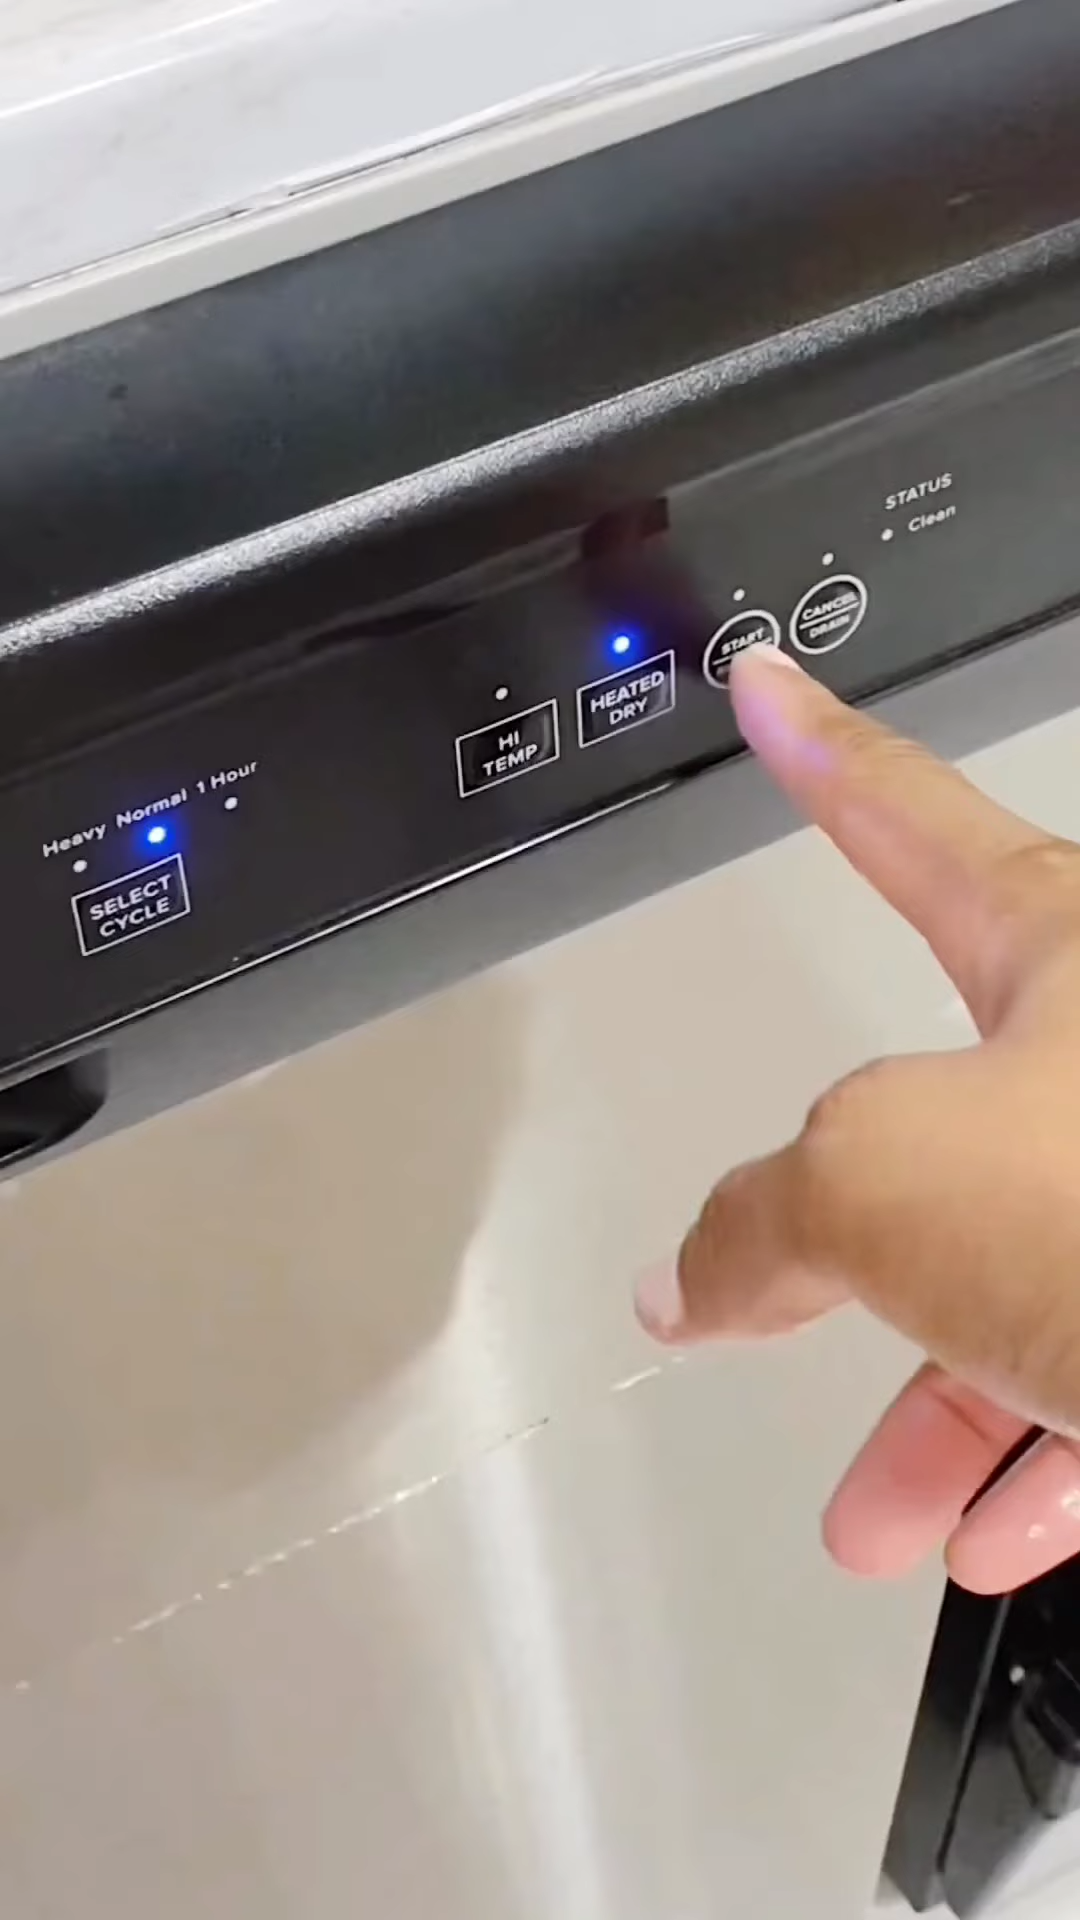 STATUS
Clean
CANCEL
DRAIN
START
HEATED
DRY
HI
TEMP
Heavy Normal 1 Hour
SELECT
CYCLE